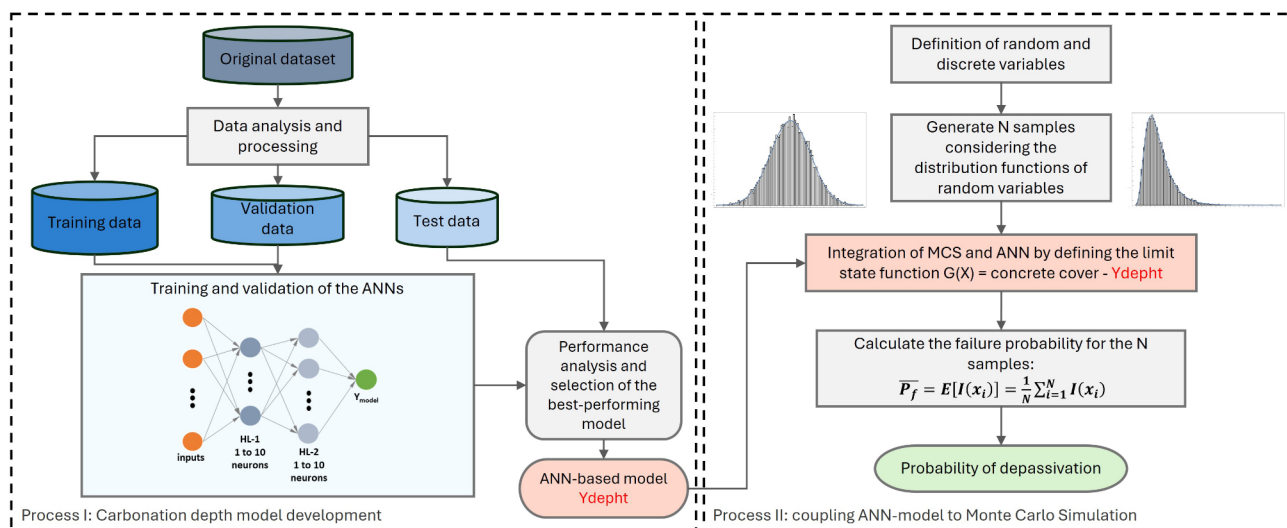 Original dataset
Data analysis and
processing
Training data
Validation
data
Test data
Training and validation of the ANNs
inputs
HL-1
1 to 10
neurons
HL-2
1 to 10
neurons
Ymodel
Performance
analysis and
selection of the
best-performing
model
ANN-based model
Ydepht
Process I: Carbonation depth model development
Definition of random and
discrete variables
Generate N samples
considering the
distribution functions of
random variables
Integration of MCS and ANN by defining the limit
state function G(X) = concrete cover - Ydepht
Calculate the failure probability for the N
samples:
$\overline{P_f} = E[I(x_i)] = \frac{1}{N}\sum_{i=1}^{N} I(x_i)$
Probability of depassivation
Process II: coupling ANN-model to Monte Carlo Simulation